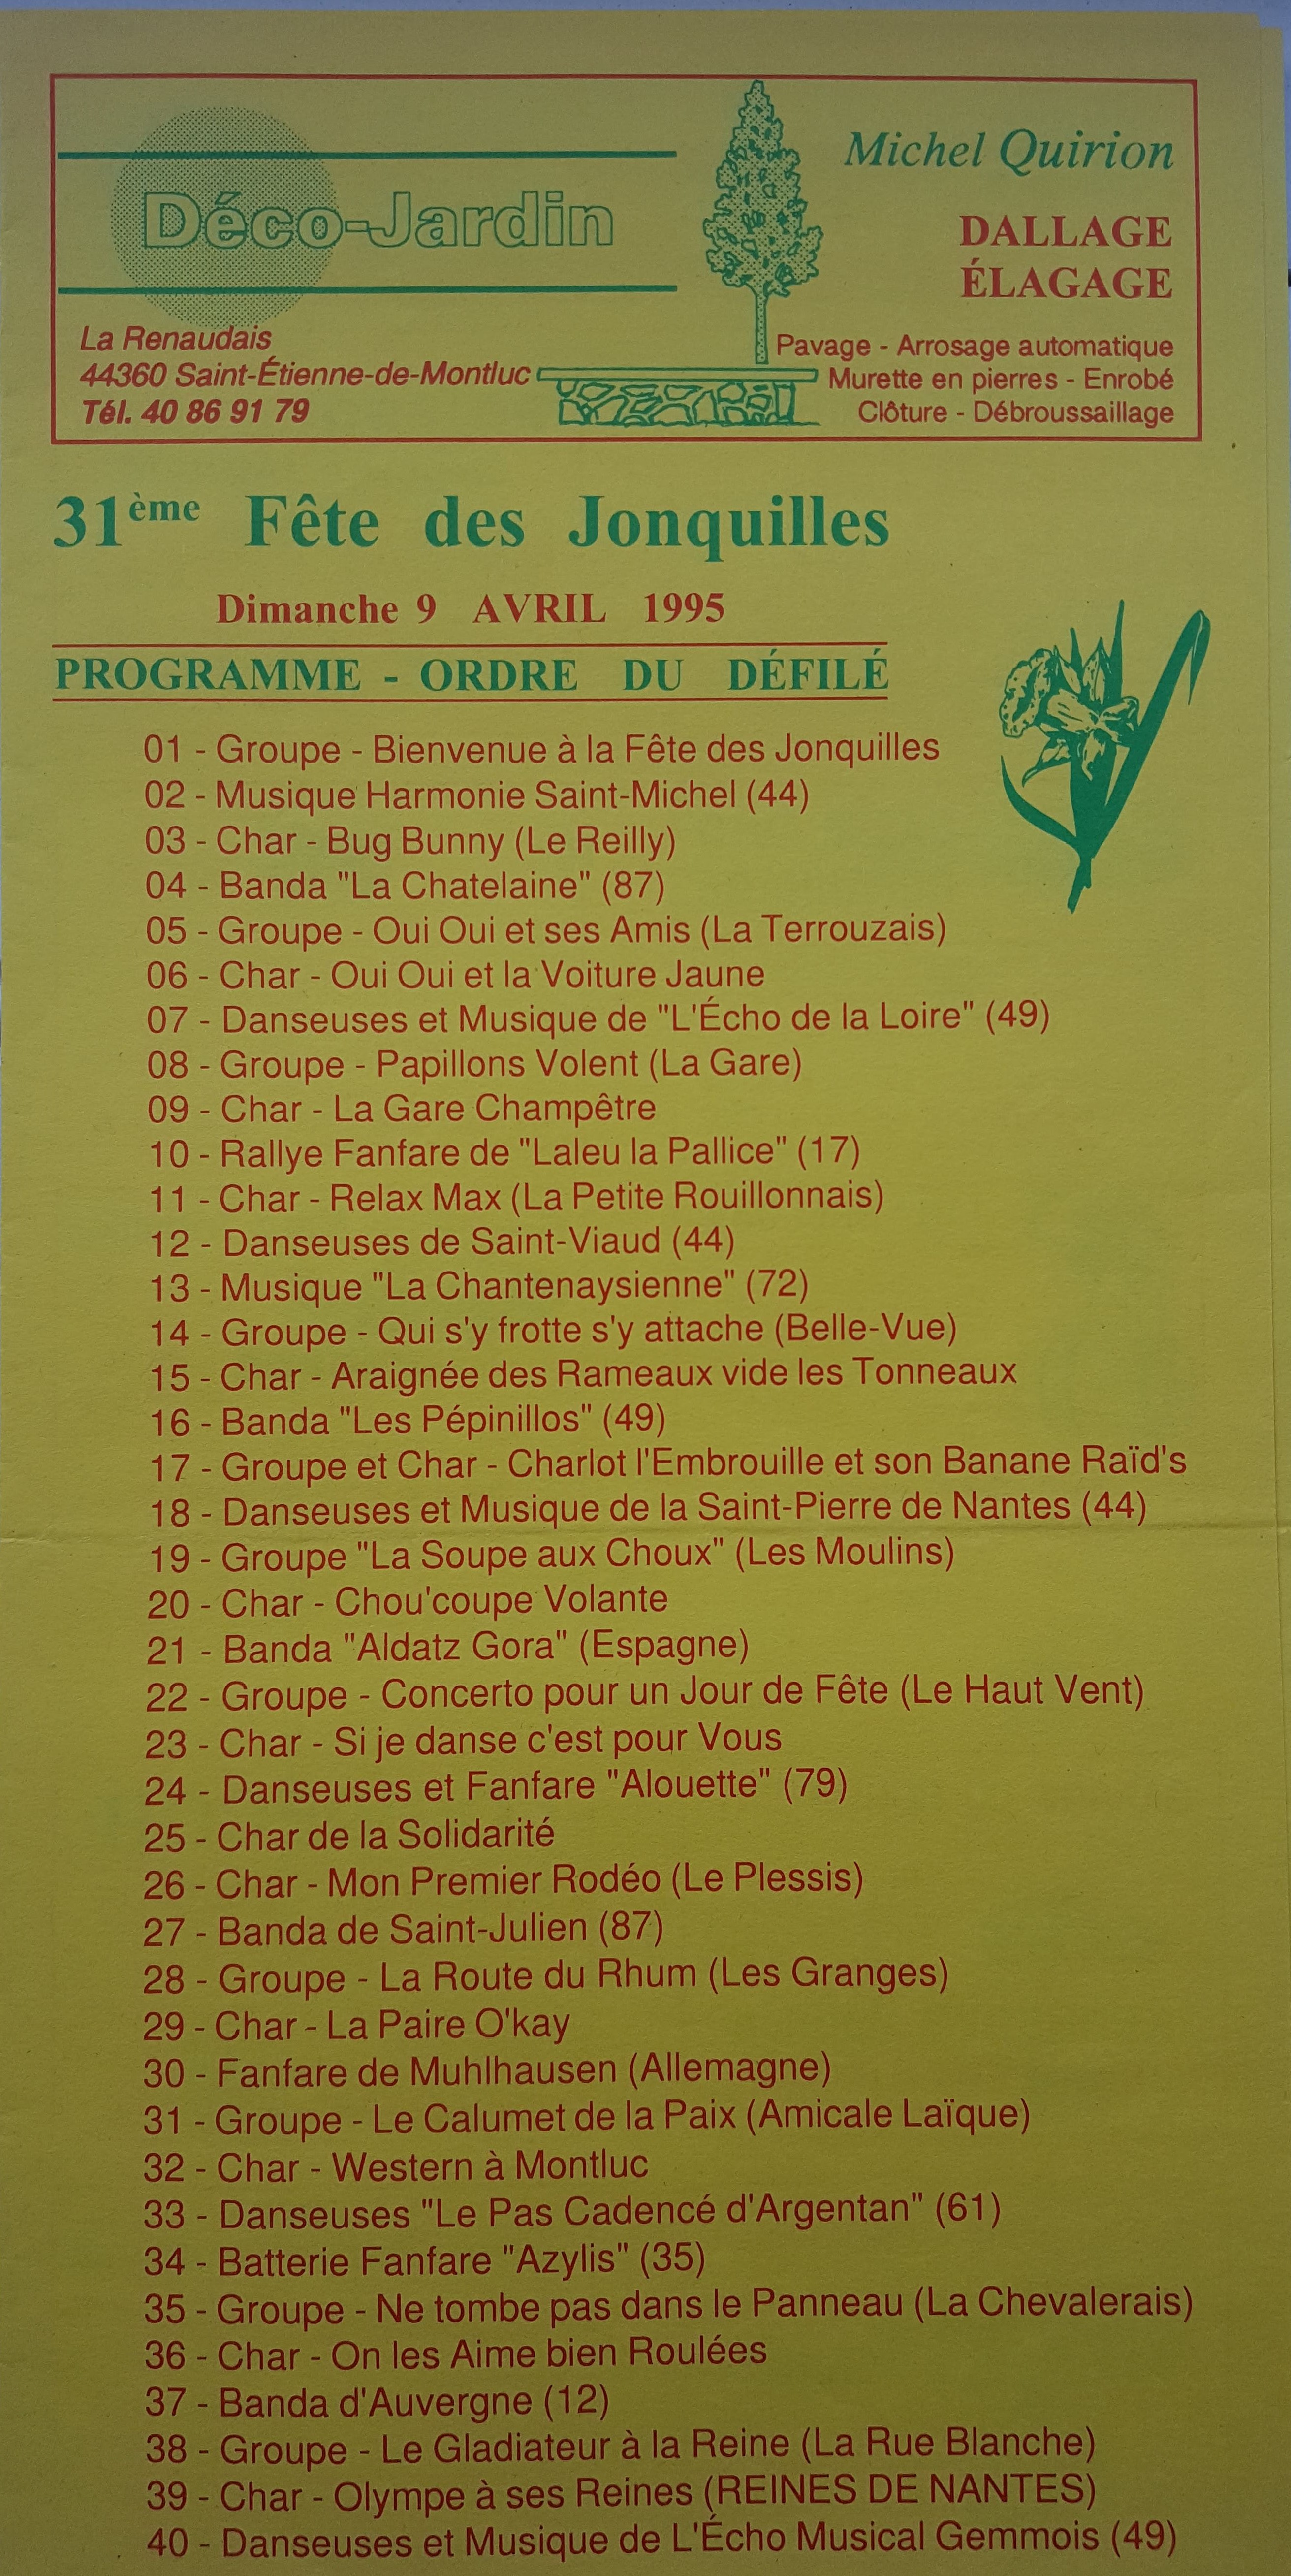 Déco-Jardin
Michel Quirion
DALLAGE
ÉLAGAGE
La Renaudais
44360 Saint-Étienne-de-Montluc
Tél. 40 86 91 79
Pavage - Arrosage automatique
Murette en pierres - Enrobé
Clôture - Débroussaillage
31ème Fête des Jonquilles
Dimanche 9 AVRIL 1995
PROGRAMME - ORDRE DU DÉFILÉ
01 - Groupe - Bienvenue à la Fête des Jonquilles
02 - Musique Harmonie Saint-Michel (44)
03 - Char - Bug Bunny (Le Reilly)
04 - Banda "La Chatelaine" (87)
05 - Groupe - Oui Oui et ses Amis (La Terrouzais)
06 - Char - Oui Oui et la Voiture Jaune
07 - Danseuses et Musique de "L'Écho de la Loire" (49)
08 - Groupe - Papillons Volent (La Gare)
09 - Char - La Gare Champêtre
10 - Rallye Fanfare de "Laleu la Pallice" (17)
11 - Char - Relax Max (La Petite Rouillonnais)
12 - Danseuses de Saint-Viaud (44)
13 - Musique "La Chantenaysienne" (72)
14 - Groupe - Qui s'y frotte s'y attache (Belle-Vue)
15 - Char - Araignée des Rameaux vide les Tonneaux
16 - Banda "Les Pépinillos" (49)
17 - Groupe et Char - Charlot l'Embrouille et son Banane Raïd's
18 - Danseuses et Musique de la Saint-Pierre de Nantes (44)
19 - Groupe "La Soupe aux Choux" (Les Moulins)
20 - Char - Chou'coupe Volante
21 - Banda "Aldatz Gora" (Espagne)
22 - Groupe - Concerto pour un Jour de Fête (Le Haut Vent)
23 - Char - Si je danse c'est pour Vous
24 - Danseuses et Fanfare "Alouette" (79)
25 - Char de la Solidarité
26 - Char - Mon Premier Rodéo (Le Plessis)
27 - Banda de Saint-Julien (87)
28 - Groupe - La Route du Rhum (Les Granges)
29 - Char - La Paire O'kay
30 - Fanfare de Muhlhausen (Allemagne)
31 - Groupe - Le Calumet de la Paix (Amicale Laïque)
32 - Char - Western à Montluc
33 - Danseuses "Le Pas Cadencé d'Argentan" (61)
34 - Batterie Fanfare "Azylis" (35)
35 - Groupe - Ne tombe pas dans le Panneau (La Chevalerais)
36 - Char - On les Aime bien Roulées
37 - Banda d'Auvergne (12)
38 - Groupe - Le Gladiateur à la Reine (La Rue Blanche)
39 - Char - Olympe à ses Reines (REINES DE NANTES)
40 - Danseuses et Musique de L'Écho Musical Gemmois (49)